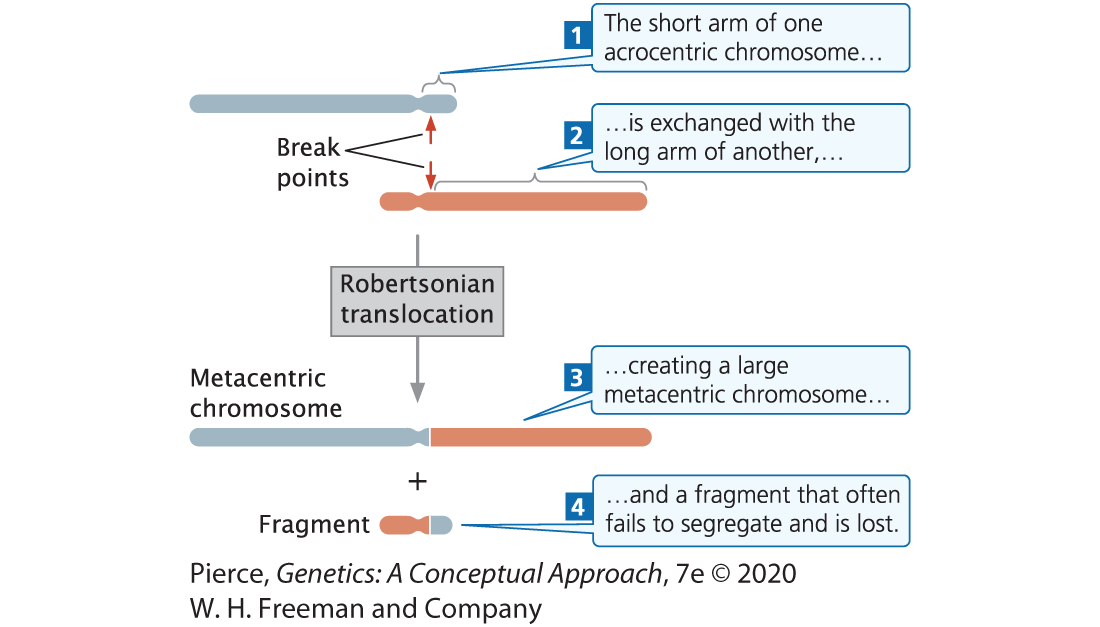 1
The short arm of one
acrocentric chromosome…
2
…is exchanged with the
long arm of another,…
Break
points
Robertsonian
translocation
3
…creating a large
metacentric chromosome…
Metacentric
chromosome
+
4
…and a fragment that often
fails to segregate and is lost.
Fragment
Pierce, Genetics: A Conceptual Approach, 7e © 2020
W. H. Freeman and Company